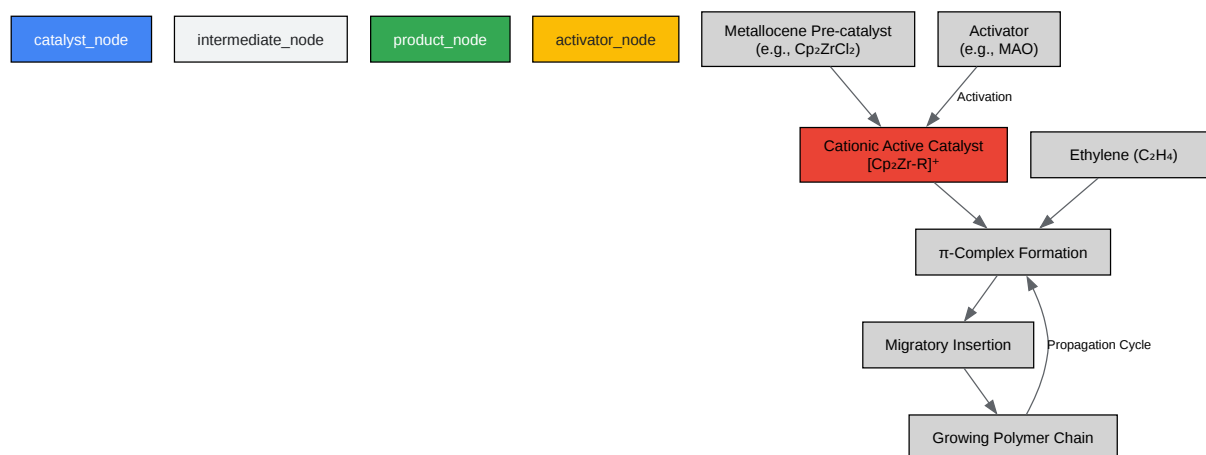 catalyst_node
intermediate_node
product_node
activator_node
Metallocene Pre-catalyst
(e.g., Cp₂ZrCl₂)
Activator
(e.g., MAO)
Activation
Cationic Active Catalyst
[Cp₂Zr-R]⁺
Ethylene (C₂H₄)
π-Complex Formation
Migratory Insertion
Propagation Cycle
Growing Polymer Chain